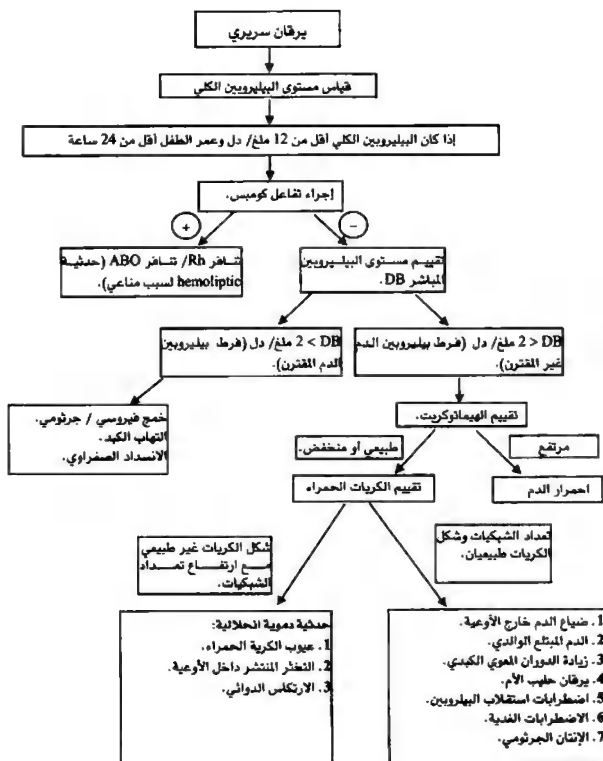 يرقان سريري
قياس مستوى البيليروبين الكلي
إذا كان البيليروبين الكلي أقل من 12 ملغ/ دل وعمر الطفل أقل من 24 ساعة
إجراء تفاعل كومبس.
+
−
تنافر Rh/ تنافر ABO (حدثية
hemoliptic لسبب مناعي).
تقييم مستوى البيليروبين
المباشر DB.
DB > 2 ملغ/ دل (فرط بيليروبين
الدم المقترن).
DB < 2 ملغ/ دل (فرط بيليروبين الدم
غير المقترن).
خمج فيروسي / جرثومي.
التهاب الكبد.
الانسداد الصفراوي.
تقييم الهيماتوكريت.
طبيعي أو منخفض.
مرتفع
تقييم الكريات الحمراء
احمرار الدم
شكل الكريات غير طبيعي
مع ارتفاع تعداد
الشبكيات.
تعداد الشبكيات وشكل
الكريات طبيعيان.
حدثية دموية انحلالية:
1. عيوب الكرية الحمراء.
2. التخثر المنتشر داخل الأوعية.
3. الارتكاس الدوائي.
1. ضياع الدم خارج الأوعية.
2. الدم المبتلع الوالدي.
3. زيادة الدوران المعوي الكبدي.
4. يرقان حليب الأم.
5. اضطرابات استقلاب البيلروبين.
6. الاضطرابات الغدية.
7. الإنتان الجرثومي.